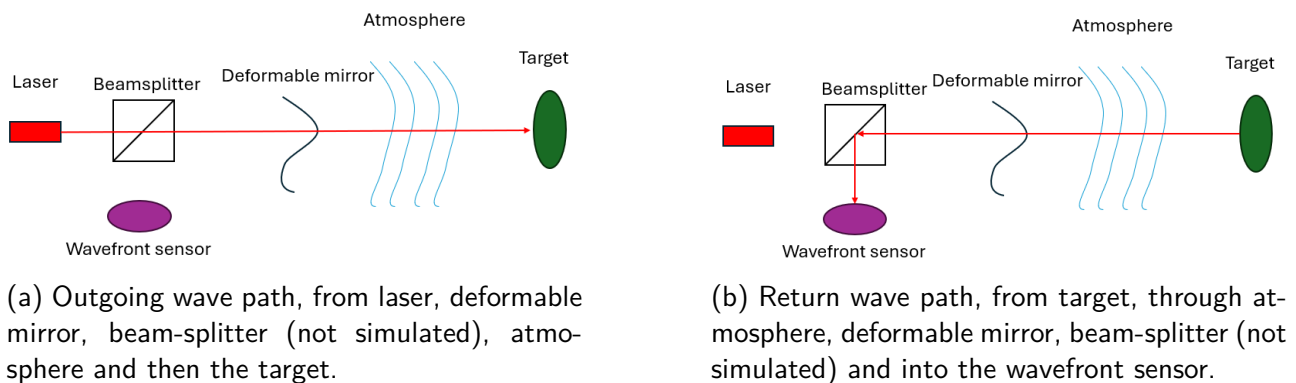 Atmosphere
Target
Laser
Beamsplitter
Deformable mirror
Wavefront sensor
(a) Outgoing wave path, from laser, deformable
mirror, beam-splitter (not simulated), atmo-
sphere and then the target.
Atmosphere
Target
Laser
Beamsplitter
Deformable mirror
Wavefront sensor
(b) Return wave path, from target, through at-
mosphere, deformable mirror, beam-splitter (not
simulated) and into the wavefront sensor.